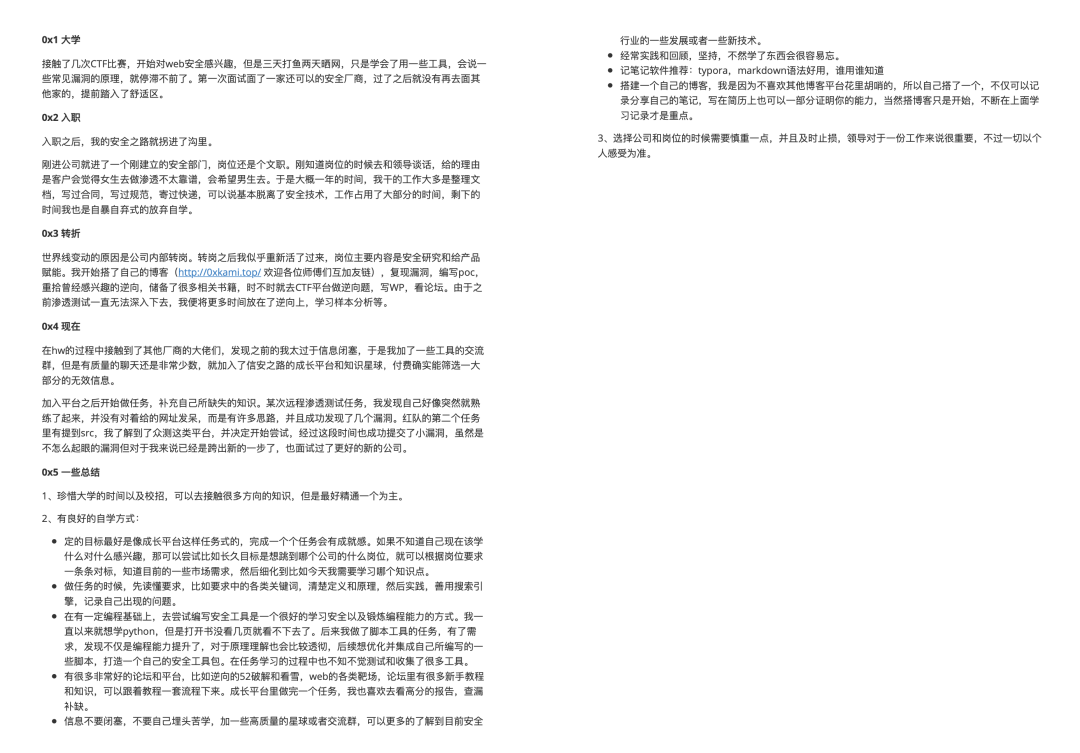 0x1 大学
接触了几次CTF比赛，开始对web安全感兴趣，但是三天打鱼两天晒网，只是学会了用一些工具，会说一
些常见漏洞的原理，就停滞不前了。第一次面试面了一家还可以的安全厂商，过了之后就没有再去面其
他家的，提前踏入了舒适区。
0x2 入职
入职之后，我的安全之路就拐进了沟里。
刚进公司就进了一个刚建立的安全部门，岗位还是个文职。刚知道岗位的时候去和领导谈话，给的理由
是客户会觉得女生去做渗透不太靠谱，会希望男生去。于是大概一年的时间，我干的工作大多是整理文
档，写过合同，写过规范，寄过快递，可以说基本脱离了安全技术，工作占用了大部分的时间，剩下的
时间我也是自暴自弃式的放弃自学。
0x3 转折
世界线变动的原因是公司内部转岗。转岗之后我似乎重新活了过来，岗位主要内容是安全研究和给产品
赋能。我开始搭了自己的博客（http://0xkami.top/ 欢迎各位师傅们互加友链），复现漏洞，编写poc，
重拾曾经感兴趣的逆向，储备了很多相关书籍，时不时就去CTF平台做逆向题，写WP，看论坛。由于之
前渗透测试一直无法深入下去，我便将更多时间放在了逆向上，学习样本分析等。
0x4 现在
在hw的过程中接触到了其他厂商的大佬们，发现之前的我太过于信息闭塞，于是我加了一些工具的交流
群，但是有质量的聊天还是非常少数，就加入了信安之路的成长平台和知识星球，付费确实能筛选一大
部分的无效信息。
加入平台之后开始做任务，补充自己所缺失的知识。某次远程渗透测试任务，我发现自己好像突然就熟
练了起来，并没有对着给的网址发呆，而是有许多思路，并且成功发现了几个漏洞。红队的第二个任务
里有提到src，我了解到了众测这类平台，并决定开始尝试，经过这段时间也成功提交了小漏洞，虽然是
不怎么起眼的漏洞但对于我来说已经是跨出新的一步了，也面试过了更好的新的公司。
0x5 一些总结
1、珍惜大学的时间以及校招，可以去接触很多方向的知识，但是最好精通一个为主。
2、有良好的自学方式：
● 定的目标最好是像成长平台这样任务式的，完成一个个任务会有成就感。如果不知道自己现在该学
什么对什么感兴趣，那可以尝试比如长久目标是想跳到哪个公司的什么岗位，就可以根据岗位要求
一条条对标，知道目前的一些市场需求，然后细化到比如今天我需要学习哪个知识点。
● 做任务的时候，先读懂要求，比如要求中的各类关键词，清楚定义和原理，然后实践，善用搜索引
擎，记录自己出现的问题。
● 在有一定编程基础上，去尝试编写安全工具是一个很好的学习安全以及锻炼编程能力的方式。我一
直以来就想学python，但是打开书没看几页就看不下去了。后来我做了脚本工具的任务，有了需
求，发现不仅是编程能力提升了，对于原理理解也会比较透彻，后续想优化并集成自己所编写的一
些脚本，打造一个自己的安全工具包。在任务学习的过程中也不知不觉测试和收集了很多工具。
● 有很多非常好的论坛和平台，比如逆向的52破解和看雪，web的各类靶场，论坛里有很多新手教程
和知识，可以跟着教程一套流程下来。成长平台里做完一个任务，我也喜欢去看高分的报告，查漏
补缺。
● 信息不要闭塞，不要自己埋头苦学，加一些高质量的星球或者交流群，可以更多的了解到目前安全
行业的一些发展或者一些新技术。
● 经常实践和回顾，坚持，不然学了东西会很容易忘。
● 记笔记软件推荐：typora，markdown语法好用，谁用谁知道
● 搭建一个自己的博客，我是因为不喜欢其他博客平台花里胡哨的，所以自己搭了一个，不仅可以记
录分享自己的笔记，写在简历上也可以一部分证明你的能力，当然搭博客只是开始，不断在上面学
习记录才是重点。
3、选择公司和岗位的时候需要慎重一点，并且及时止损，领导对于一份工作来说很重要，不过一切以个
人感受为准。